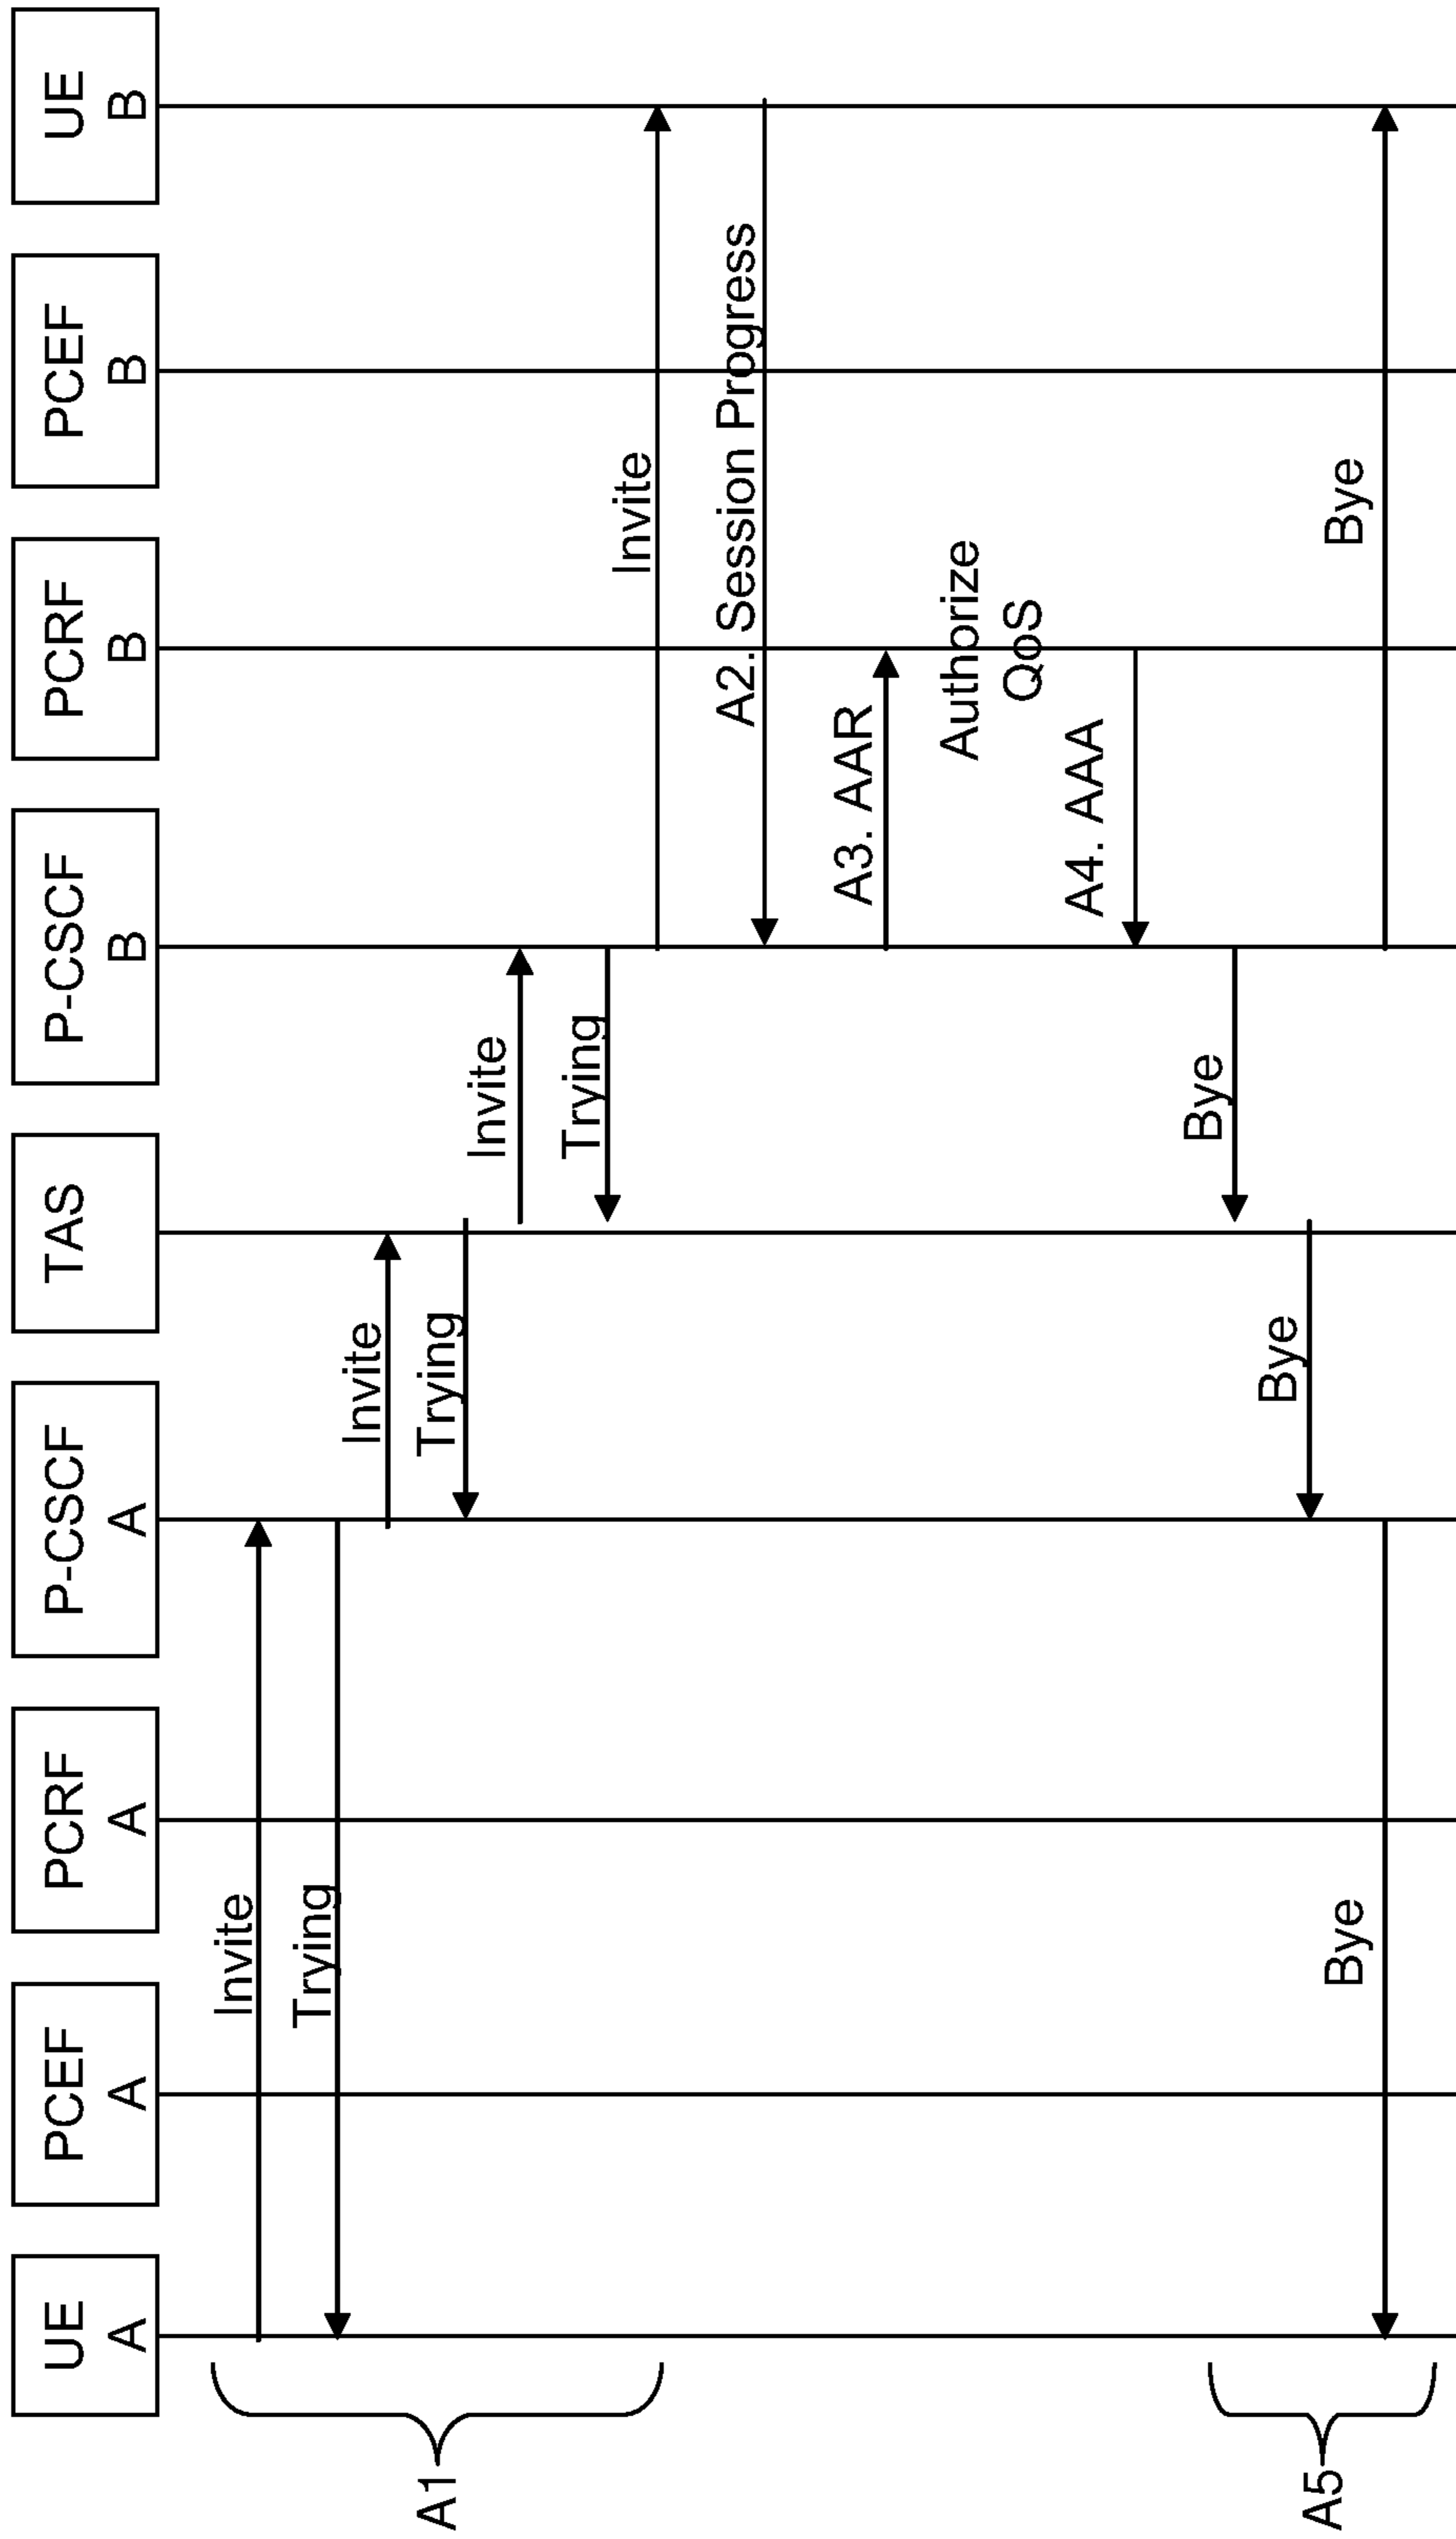 UE
A
PCEF
A
PCRF
A
P-CSCF
A
TAS
P-CSCF
B
PCRF
B
PCEF
B
UE
B
A1
Invite
Trying
Invite
Trying
Invite
Trying
Invite
A2. Session Progress
A3. AAR
Authorize
QoS
A4. AAA
A5
Bye
Bye
Bye
Bye